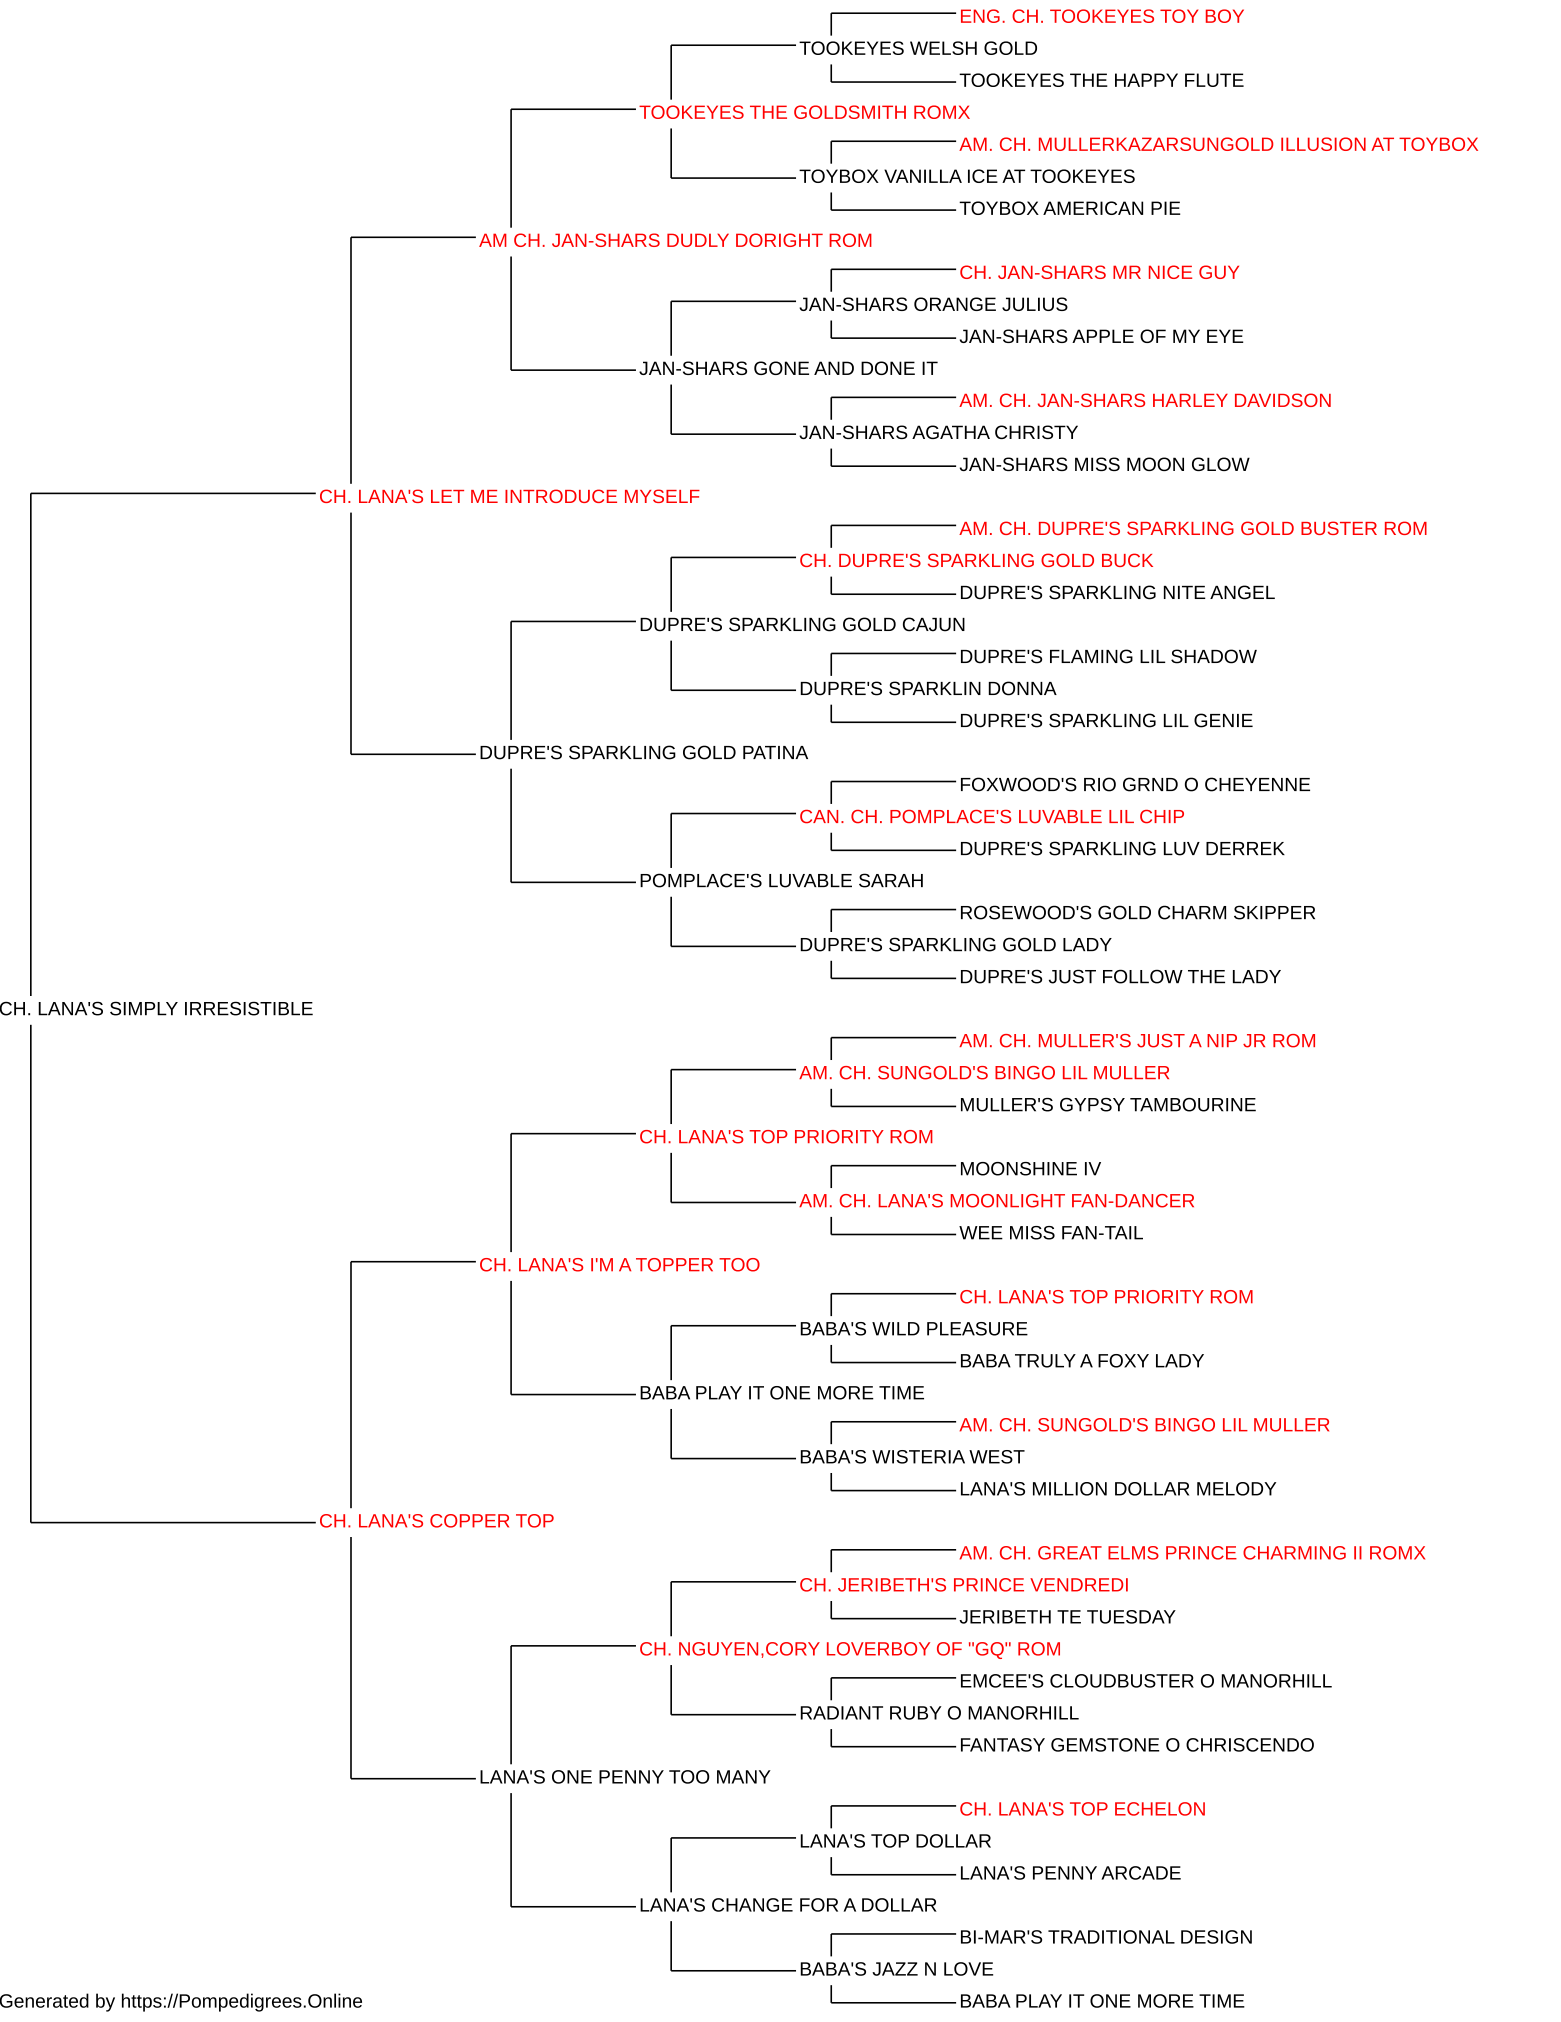 ENG. CH. TOOKEYES TOY BOY
TOOKEYES WELSH GOLD
TOOKEYES THE HAPPY FLUTE
TOOKEYES THE GOLDSMITH ROMX
AM. CH. MULLERKAZARSUNGOLD ILLUSION AT TOYBOX
TOYBOX VANILLA ICE AT TOOKEYES
TOYBOX AMERICAN PIE
AM CH. JAN-SHARS DUDLY DORIGHT ROM
CH. JAN-SHARS MR NICE GUY
JAN-SHARS ORANGE JULIUS
JAN-SHARS APPLE OF MY EYE
JAN-SHARS GONE AND DONE IT
AM. CH. JAN-SHARS HARLEY DAVIDSON
JAN-SHARS AGATHA CHRISTY
JAN-SHARS MISS MOON GLOW
CH. LANA'S LET ME INTRODUCE MYSELF
AM. CH. DUPRE'S SPARKLING GOLD BUSTER ROM
CH. DUPRE'S SPARKLING GOLD BUCK
DUPRE'S SPARKLING NITE ANGEL
DUPRE'S SPARKLING GOLD CAJUN
DUPRE'S FLAMING LIL SHADOW
DUPRE'S SPARKLIN DONNA
DUPRE'S SPARKLING LIL GENIE
DUPRE'S SPARKLING GOLD PATINA
FOXWOOD'S RIO GRND O CHEYENNE
CAN. CH. POMPLACE'S LUVABLE LIL CHIP
DUPRE'S SPARKLING LUV DERREK
POMPLACE'S LUVABLE SARAH
ROSEWOOD'S GOLD CHARM SKIPPER
DUPRE'S SPARKLING GOLD LADY
DUPRE'S JUST FOLLOW THE LADY
CH. LANA'S SIMPLY IRRESISTIBLE
AM. CH. MULLER'S JUST A NIP JR ROM
AM. CH. SUNGOLD'S BINGO LIL MULLER
MULLER'S GYPSY TAMBOURINE
CH. LANA'S TOP PRIORITY ROM
MOONSHINE IV
AM. CH. LANA'S MOONLIGHT FAN-DANCER
WEE MISS FAN-TAIL
CH. LANA'S I'M A TOPPER TOO
CH. LANA'S TOP PRIORITY ROM
BABA'S WILD PLEASURE
BABA TRULY A FOXY LADY
BABA PLAY IT ONE MORE TIME
AM. CH. SUNGOLD'S BINGO LIL MULLER
BABA'S WISTERIA WEST
LANA'S MILLION DOLLAR MELODY
CH. LANA'S COPPER TOP
AM. CH. GREAT ELMS PRINCE CHARMING II ROMX
CH. JERIBETH'S PRINCE VENDREDI
JERIBETH TE TUESDAY
CH. NGUYEN,CORY LOVERBOY OF "GQ" ROM
EMCEE'S CLOUDBUSTER O MANORHILL
RADIANT RUBY O MANORHILL
FANTASY GEMSTONE O CHRISCENDO
LANA'S ONE PENNY TOO MANY
CH. LANA'S TOP ECHELON
LANA'S TOP DOLLAR
LANA'S PENNY ARCADE
LANA'S CHANGE FOR A DOLLAR
BI-MAR'S TRADITIONAL DESIGN
BABA'S JAZZ N LOVE
BABA PLAY IT ONE MORE TIME
Generated by https://Pompedigrees.Online